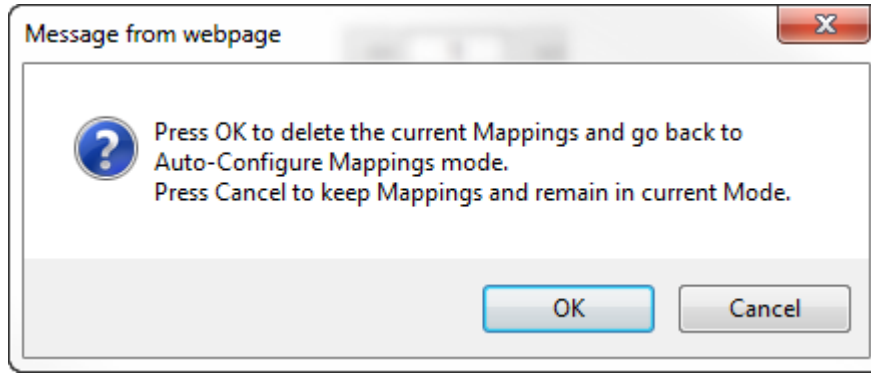 Message from webpage
Press OK to delete the current Mappings and go back to
Auto-Configure Mappings mode.
Press Cancel to keep Mappings and remain in current Mode.
OK
Cancel